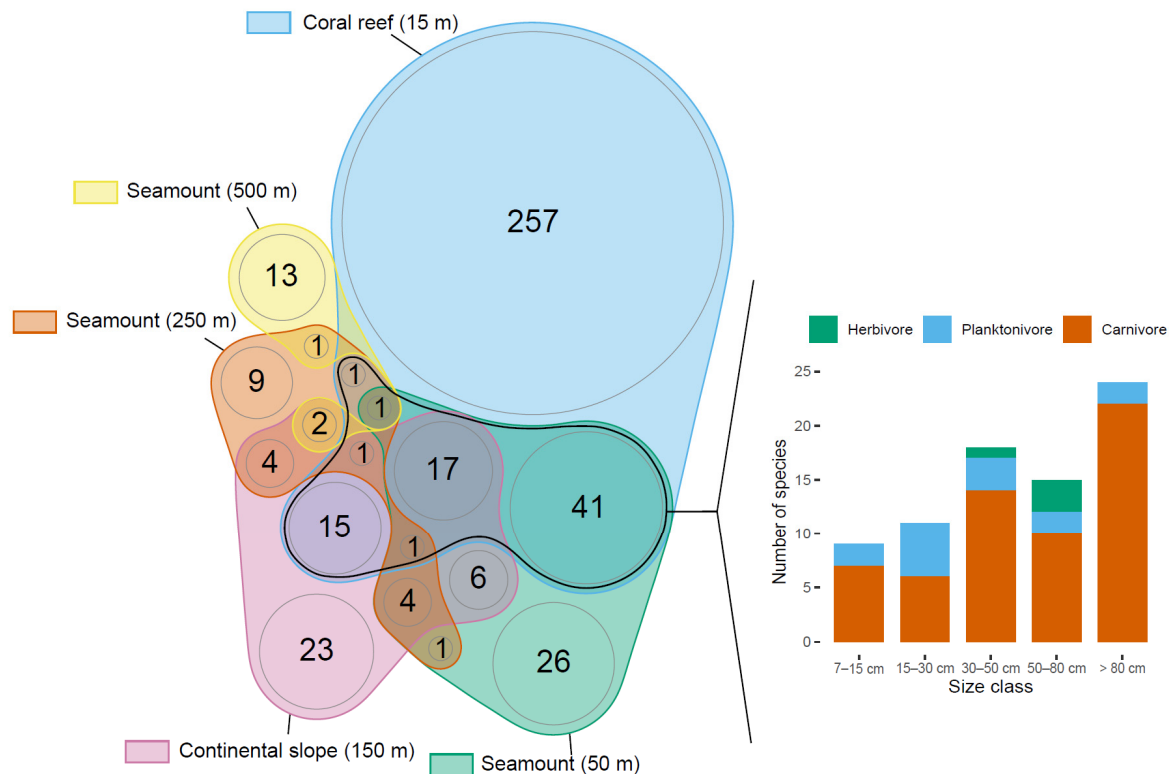 Coral reef (15 m)
257
Seamount (500 m)
13
Seamount (250 m)
1
9
1
1
2
1
4
17
15
41
1
6
4
23
1
26
Continental slope (150 m)
Seamount (50 m)
Herbivore Planktonivore Carnivore
Number of species
25
20
15
10
5
0
7–15 cm 15–30 cm 30–50 cm 50–80 cm > 80 cm
Size class